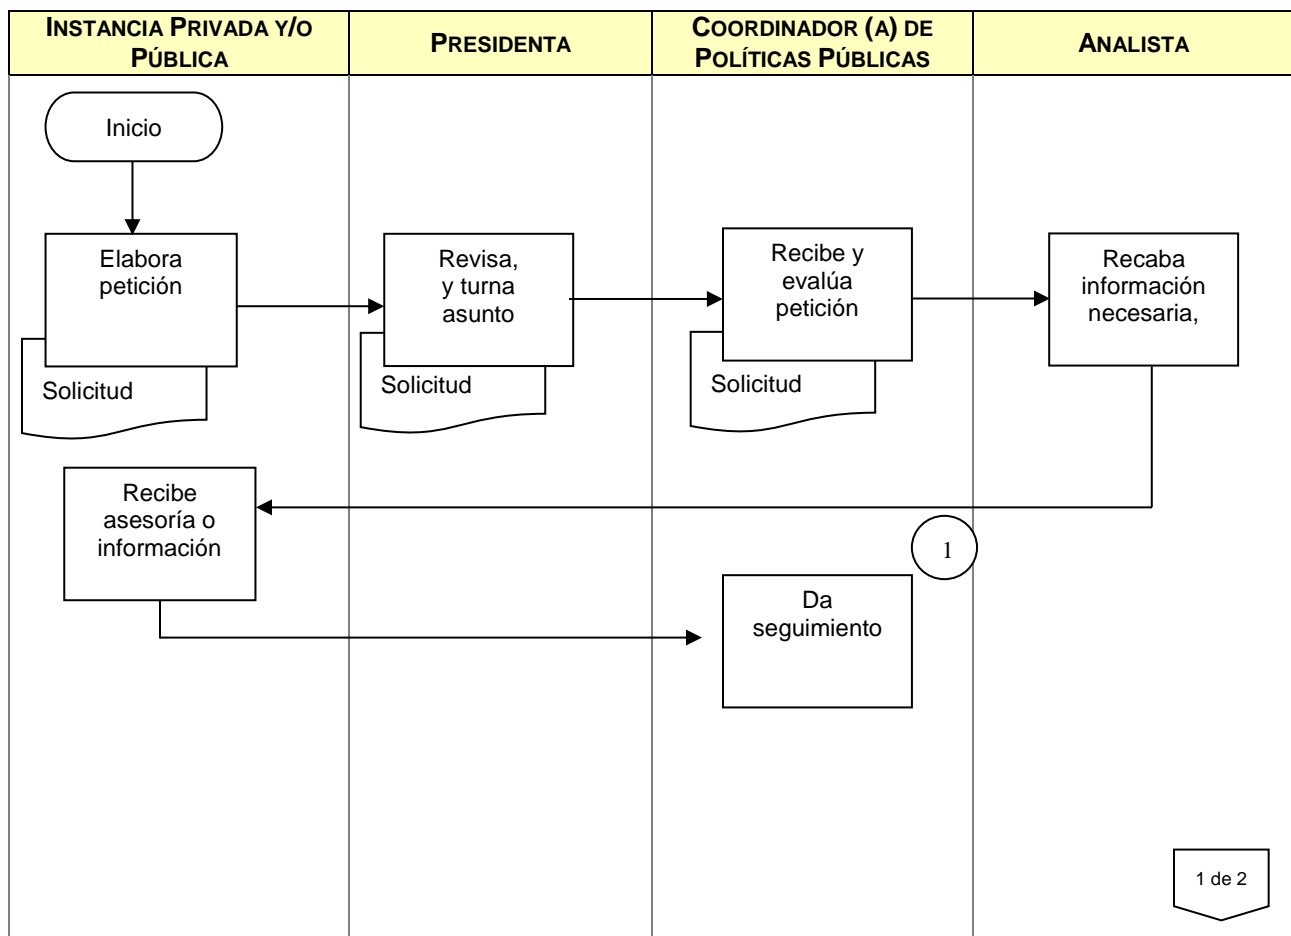 INSTANCIA PRIVADA Y/O
PÚBLICA
PRESIDENTA
COORDINADOR (A) DE
POLÍTICAS PÚBLICAS
ANALISTA
Inicio
Elabora
petición
Solicitud
Revisa,
y turna
asunto
Solicitud
Recibe y
evalúa
petición
Solicitud
Recaba
información
necesaria,
Recibe
asesoría o
información
1
Da
seguimiento
1 de 2